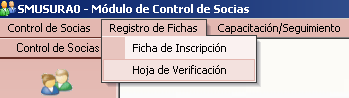 SMUSURA0 - Módulo de Control de Socias
Control de Socias Registro de Fichas Capacitación/Seguimiento
Control de Socias Ficha de Inscripción
Hoja de Verificación